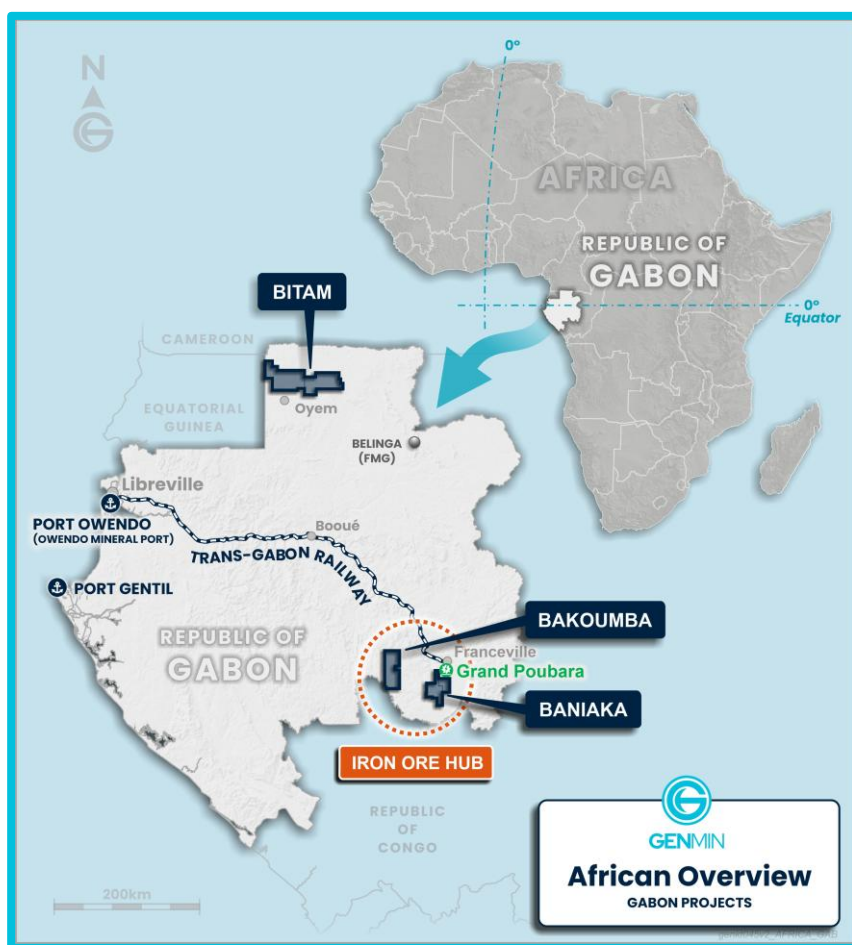 N
0°
AFRICA
REPUBLIC OF
GABON
0°
Equator
BITAM
CAMEROON
EQUATORIAL
GUINEA
Oyem
BELINGA
(FMG)
Libreville
PORT OWENDO
(OWENDO MINERAL PORT)
Booué
TRANS-GABON RAILWAY
PORT GENTIL
REPUBLIC OF
GABON
BAKOUMBA
Franceville
Grand Poubara
BANIAKA
IRON ORE HUB
REPUBLIC
OF
CONGO
200km
GENMIN
African Overview
GABON PROJECTS